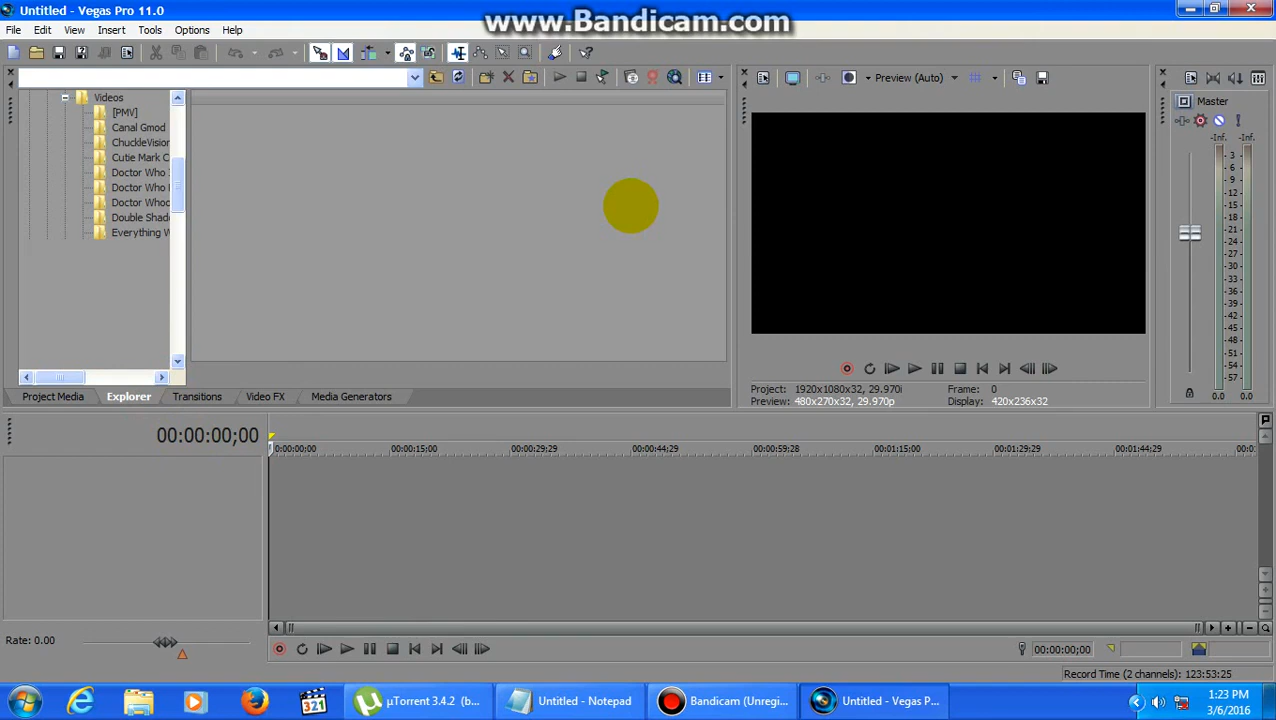 Untitled - Vegas Pro 11.0
www.Bandicam.com
File Edit View Insert Tools Options Help
Preview (Auto)
Master
Videos
[PMV]
Canal Gmod
ChuckleVision
Cutie Mark C
Doctor Who
Doctor Who
Doctor Whoo
Double Shad
Everything W
-Inf. -Inf.
3
6
9
12
15
18
21
24
27
30
33
36
39
42
45
48
51
54
57
0.0 0.0
Project: 1920x1080x32, 29.970i Frame: 0
Preview: 480x270x32, 29.970p Display: 420x236x32
Project Media Explorer Transitions Video FX Media Generators
00:00:00;00
0:00:00;00 00:00:15;00 00:00:29;29 00:00:44;29 00:00:59;28 00:01:15;00 00:01:29;29 00:01:44;29 00:0
Rate: 0.00
00:00:00;00
Record Time (2 channels): 123:53:25
µTorrent 3.4.2 (b... Untitled - Notepad Bandicam (Unregi... Untitled - Vegas P...
321
1:23 PM
3/6/2016